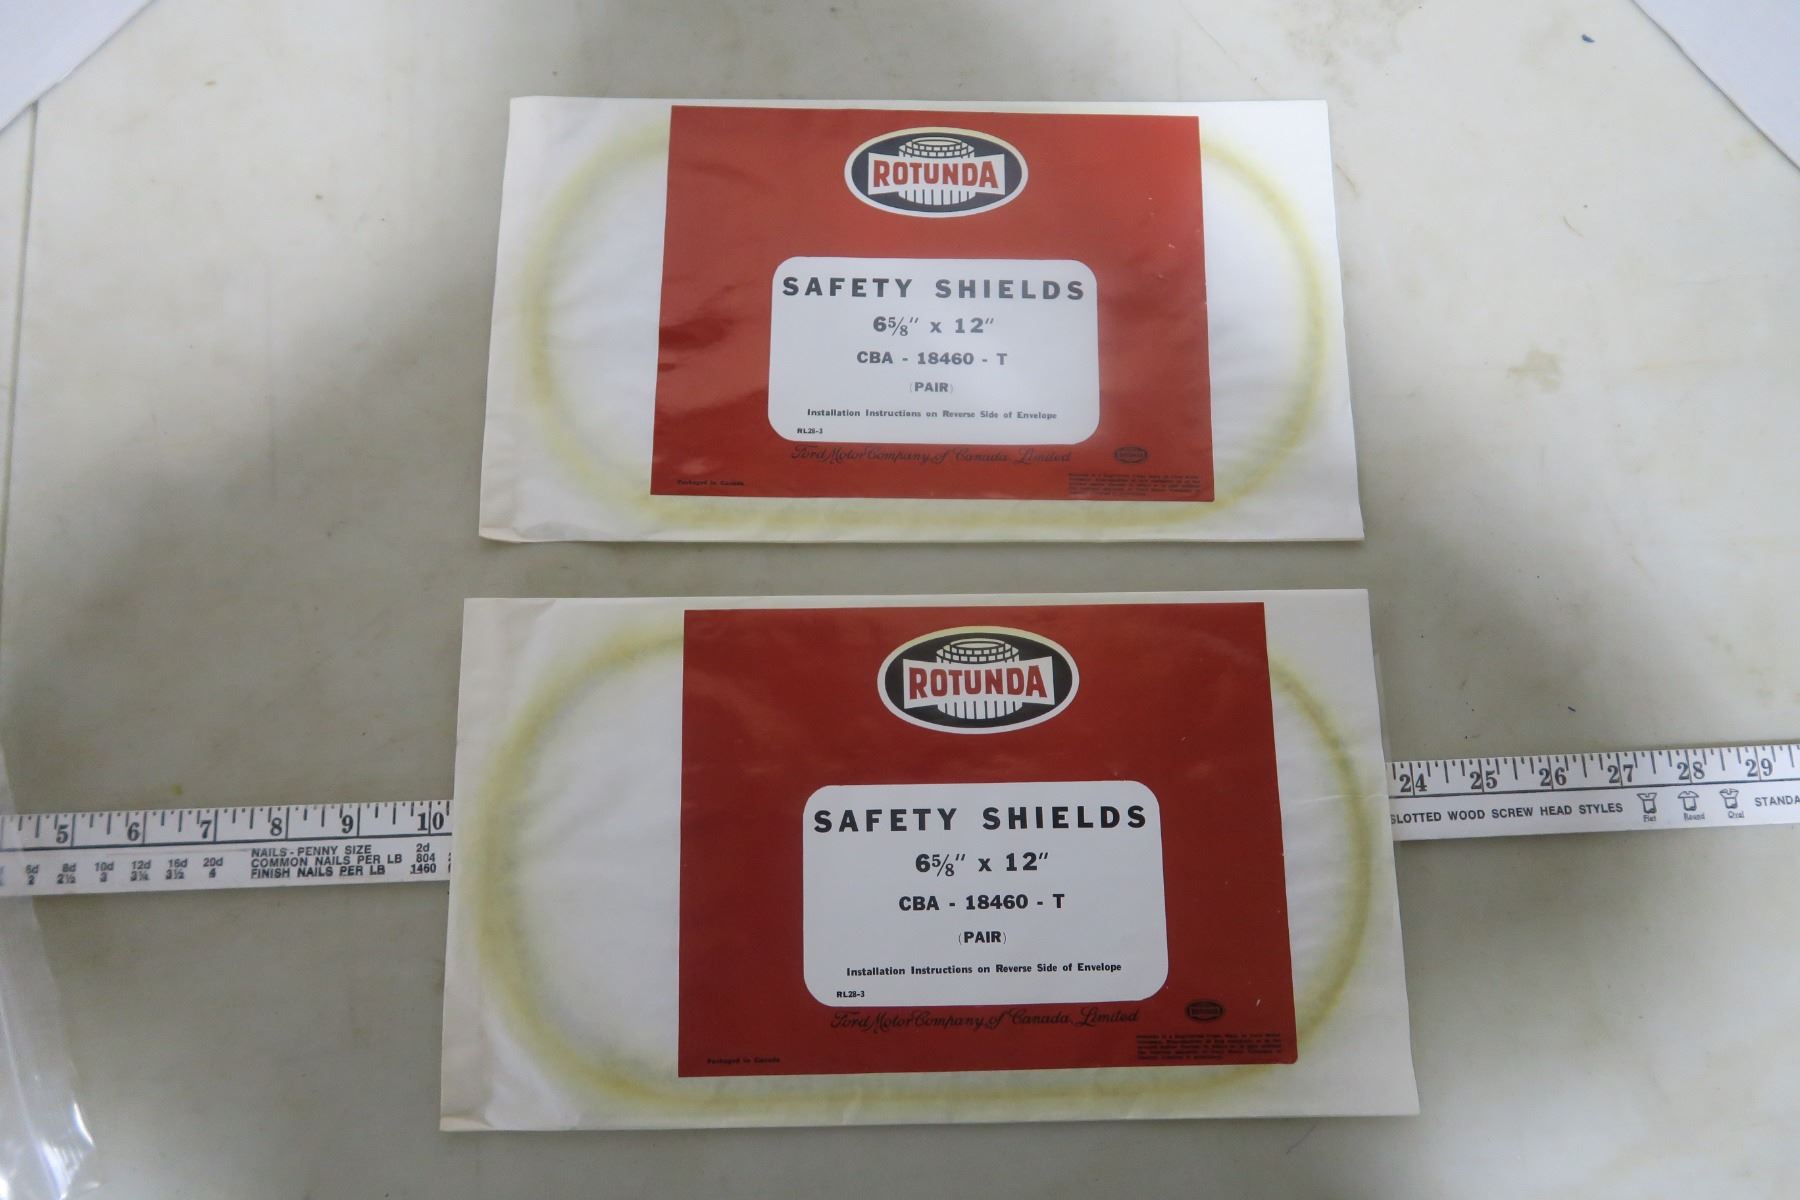 ROTUNDA
SAFETY SHIELDS
6⅝" x 12"
CBA - 18460 - T
(PAIR)
Installation Instructions on Reverse Side of Envelope
RL28-3
Ford Motor Company of Canada, Limited
Packaged in Canada
ROTUNDA
SAFETY SHIELDS
6⅝" x 12"
CBA - 18460 - T
(PAIR)
Installation Instructions on Reverse Side of Envelope
RL28-3
Ford Motor Company of Canada, Limited
ROTUNDA
Packaged in Canada
5 6 7 8 9 10
NAILS - PENNY SIZE 2d
6d 8d 10d 12d 16d 20d COMMON NAILS PER LB 804
2 2½ 3 3¼ 3½ 4 FINISH NAILS PER LB 1460
24 25 26 27 28 29
SLOTTED WOOD SCREW HEAD STYLES Flat Round Oval STANDA